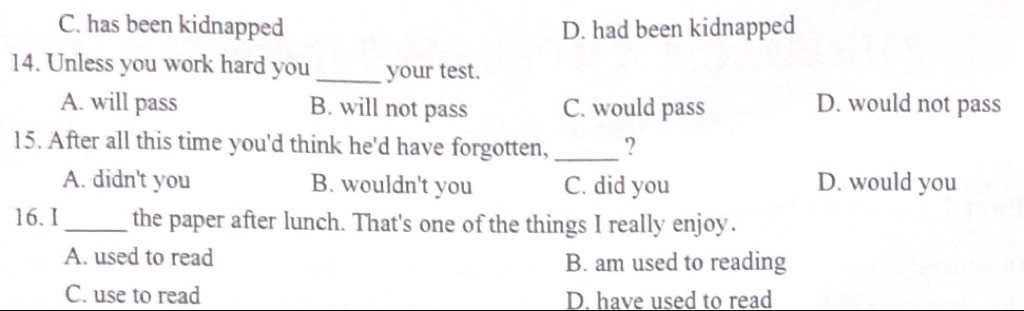 C. has been kidnapped D. had been kidnapped
14. Unless you work hard you ______ your test.
A. will pass B. will not pass C. would pass D. would not pass
15. After all this time you'd think he'd have forgotten, ______ ?
A. didn't you B. wouldn't you C. did you D. would you
16. I ______ the paper after lunch. That's one of the things I really enjoy.
A. used to read B. am used to reading
C. use to read D. have used to read